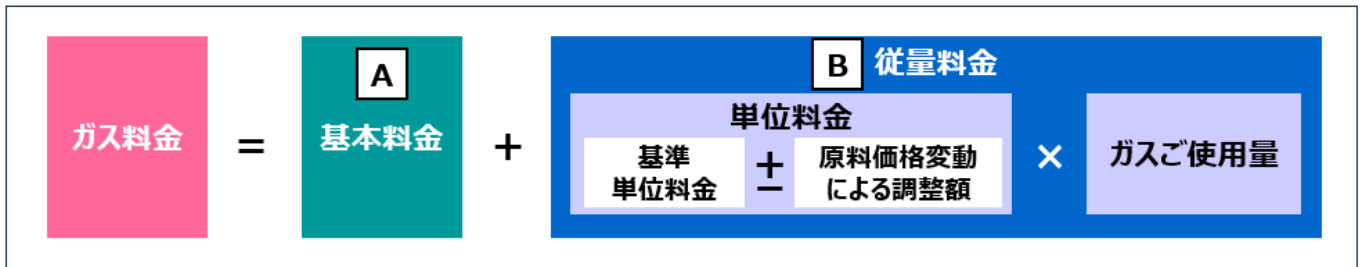 ガス料金
=
A
基本料金
+
B 従量料金
単位料金
基準
単位料金
±
原料価格変動
による調整額
×
ガスご使用量